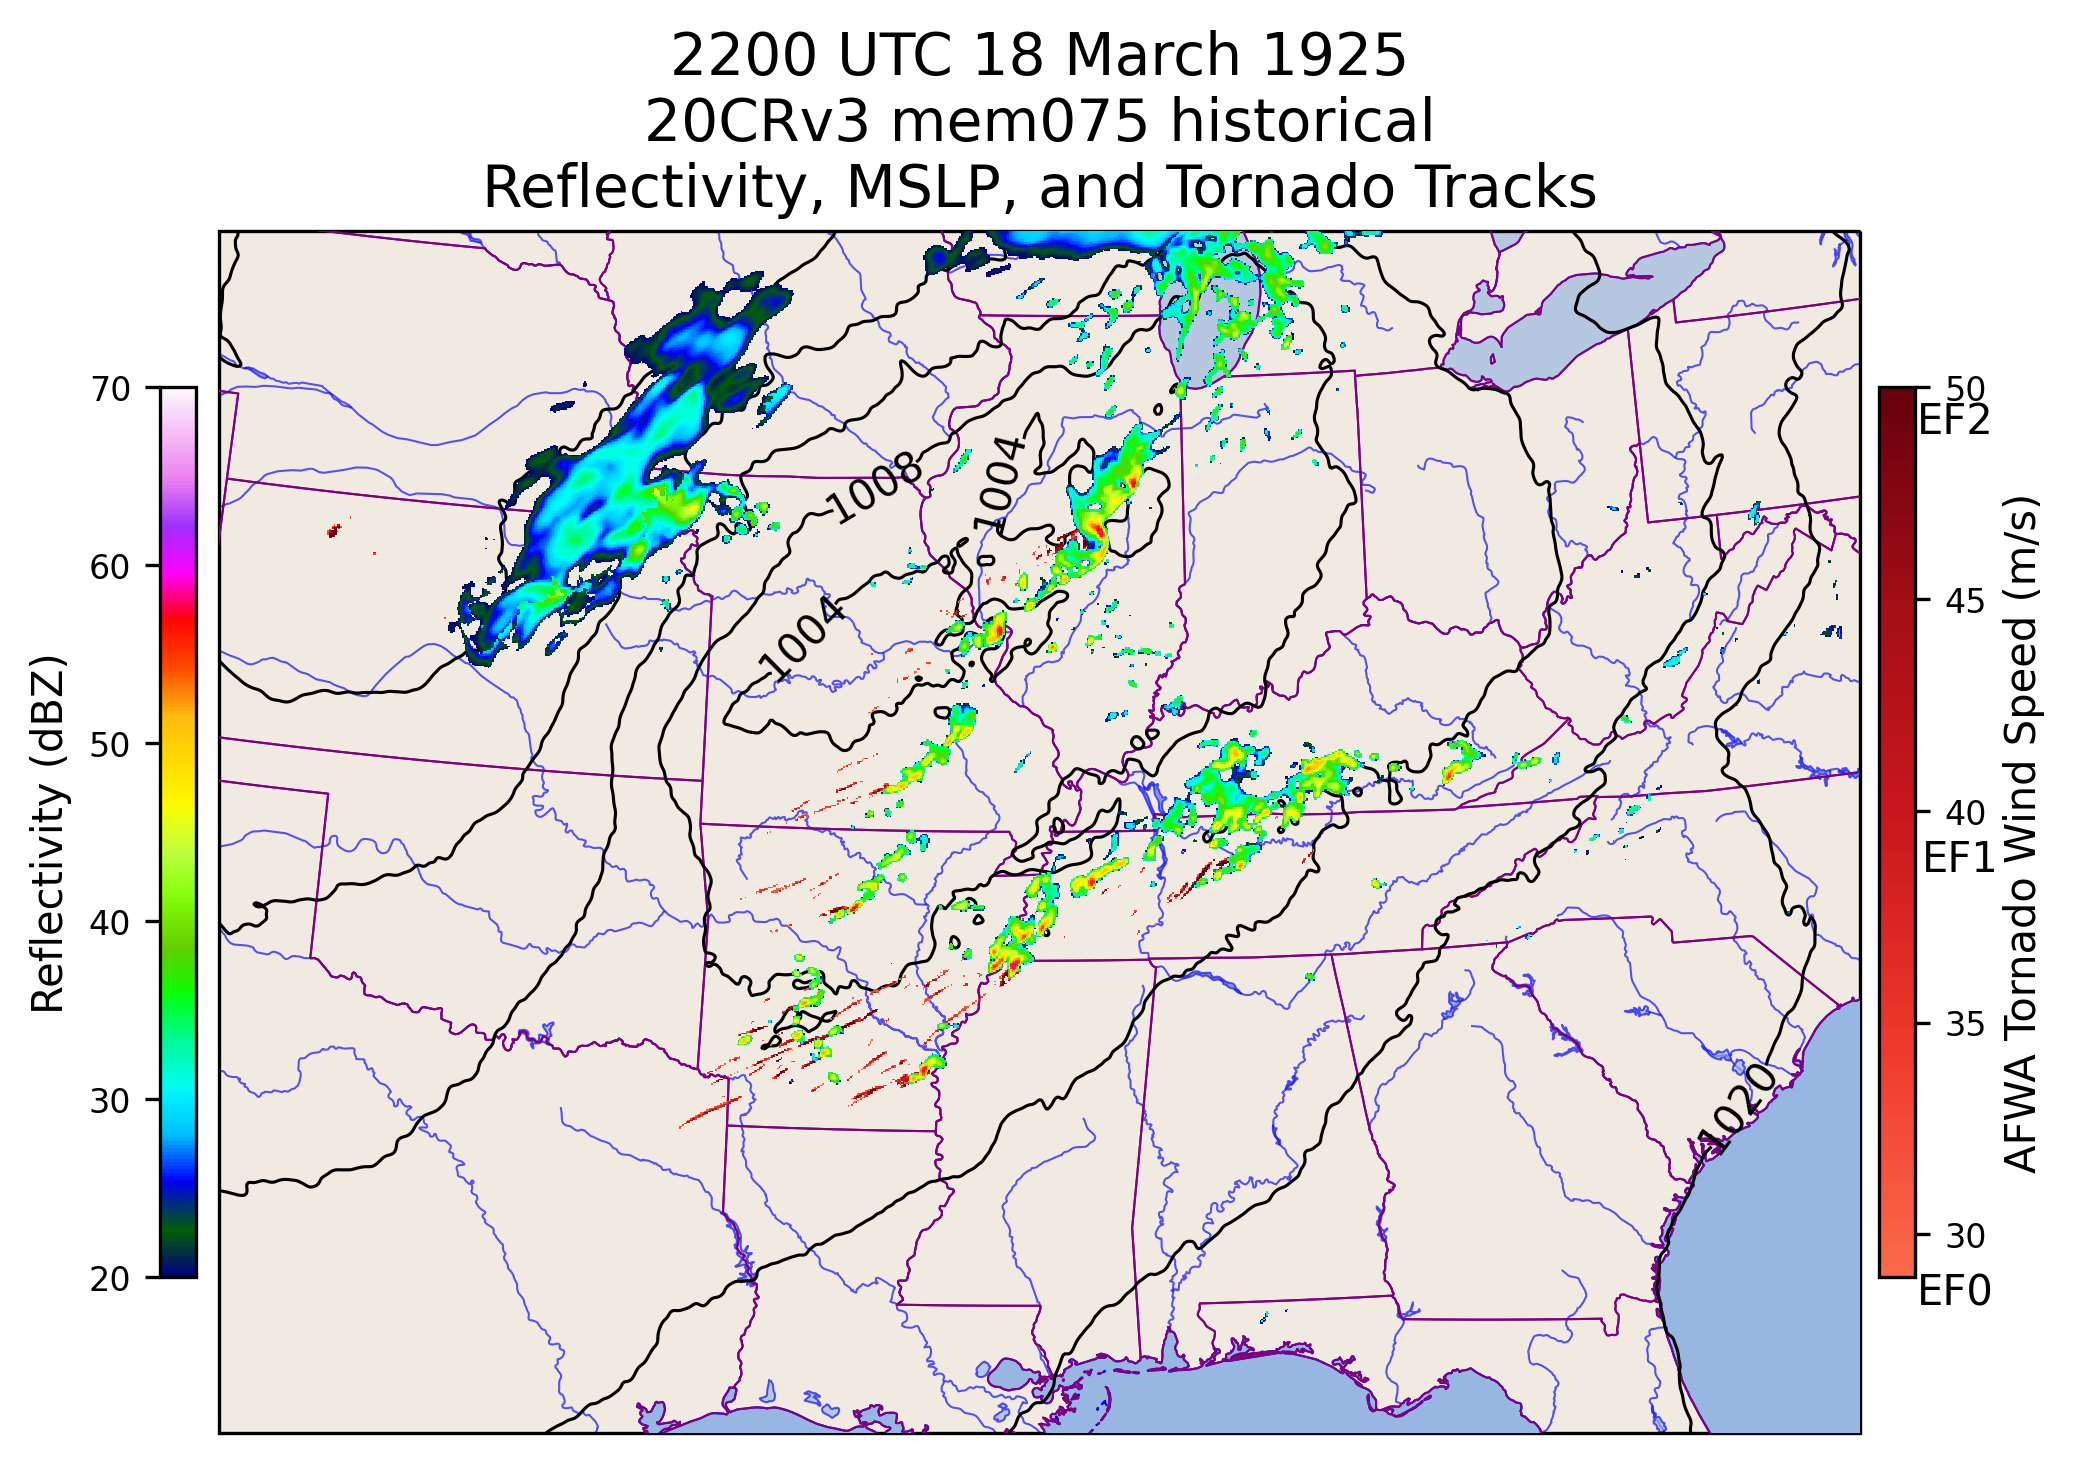 2200 UTC 18 March 1925
20CRv3 mem075 historical
Reflectivity, MSLP, and Tornado Tracks
Reflectivity (dBZ)
70
60
50
40
30
20
1008
1004
1004
1020
50
EF2
45
40
EF1
35
30
EF0
AFWA Tornado Wind Speed (m/s)